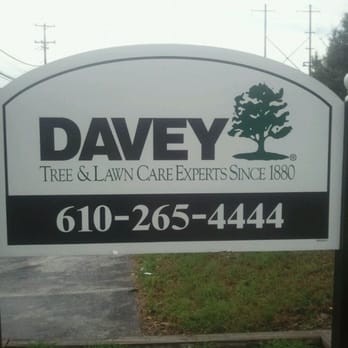 DAVEY®
TREE & LAWN CARE EXPERTS SINCE 1880
610-265-4444